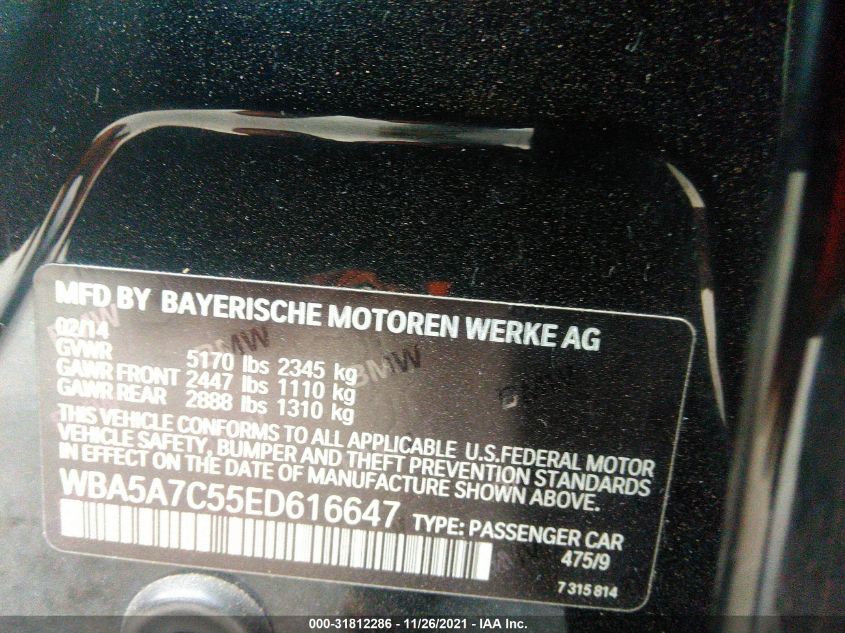 MFD BY BAYERISCHE MOTOREN WERKE AG
02/14
GVWR 5170 lbs 2345 kg
GAWR FRONT 2447 lbs 1110 kg
GAWR REAR 2888 lbs 1310 kg
THIS VEHICLE CONFORMS TO ALL APPLICABLE U.S.FEDERAL MOTOR
VEHICLE SAFETY, BUMPER AND THEFT PREVENTION STANDARDS
IN EFFECT ON THE DATE OF MANUFACTURE SHOWN ABOVE.
WBA5A7C55ED616647 TYPE: PASSENGER CAR
475/9
7 315 814
BMW
BMW
BMW
000-31812286 - 11/26/2021 - IAA Inc.